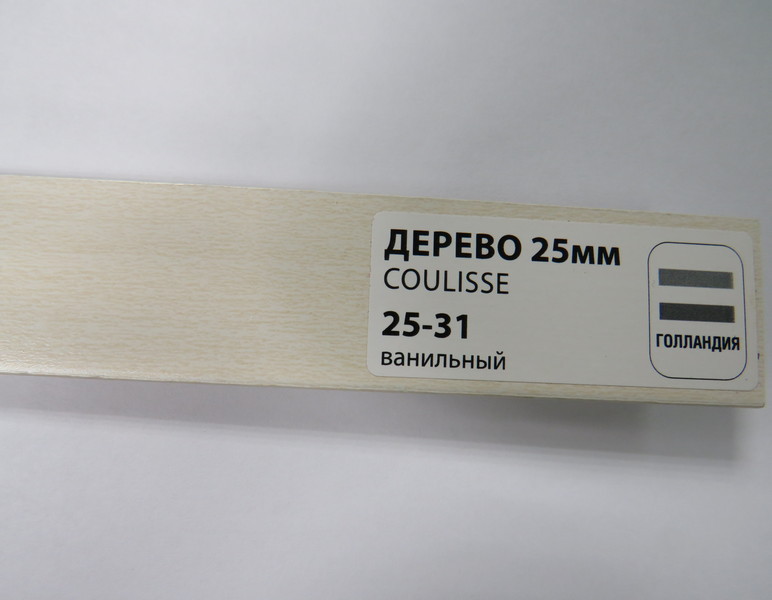 ДЕРЕВО 25мм
COULISSE
25-31
ванильный
ГОЛЛАНДИЯ